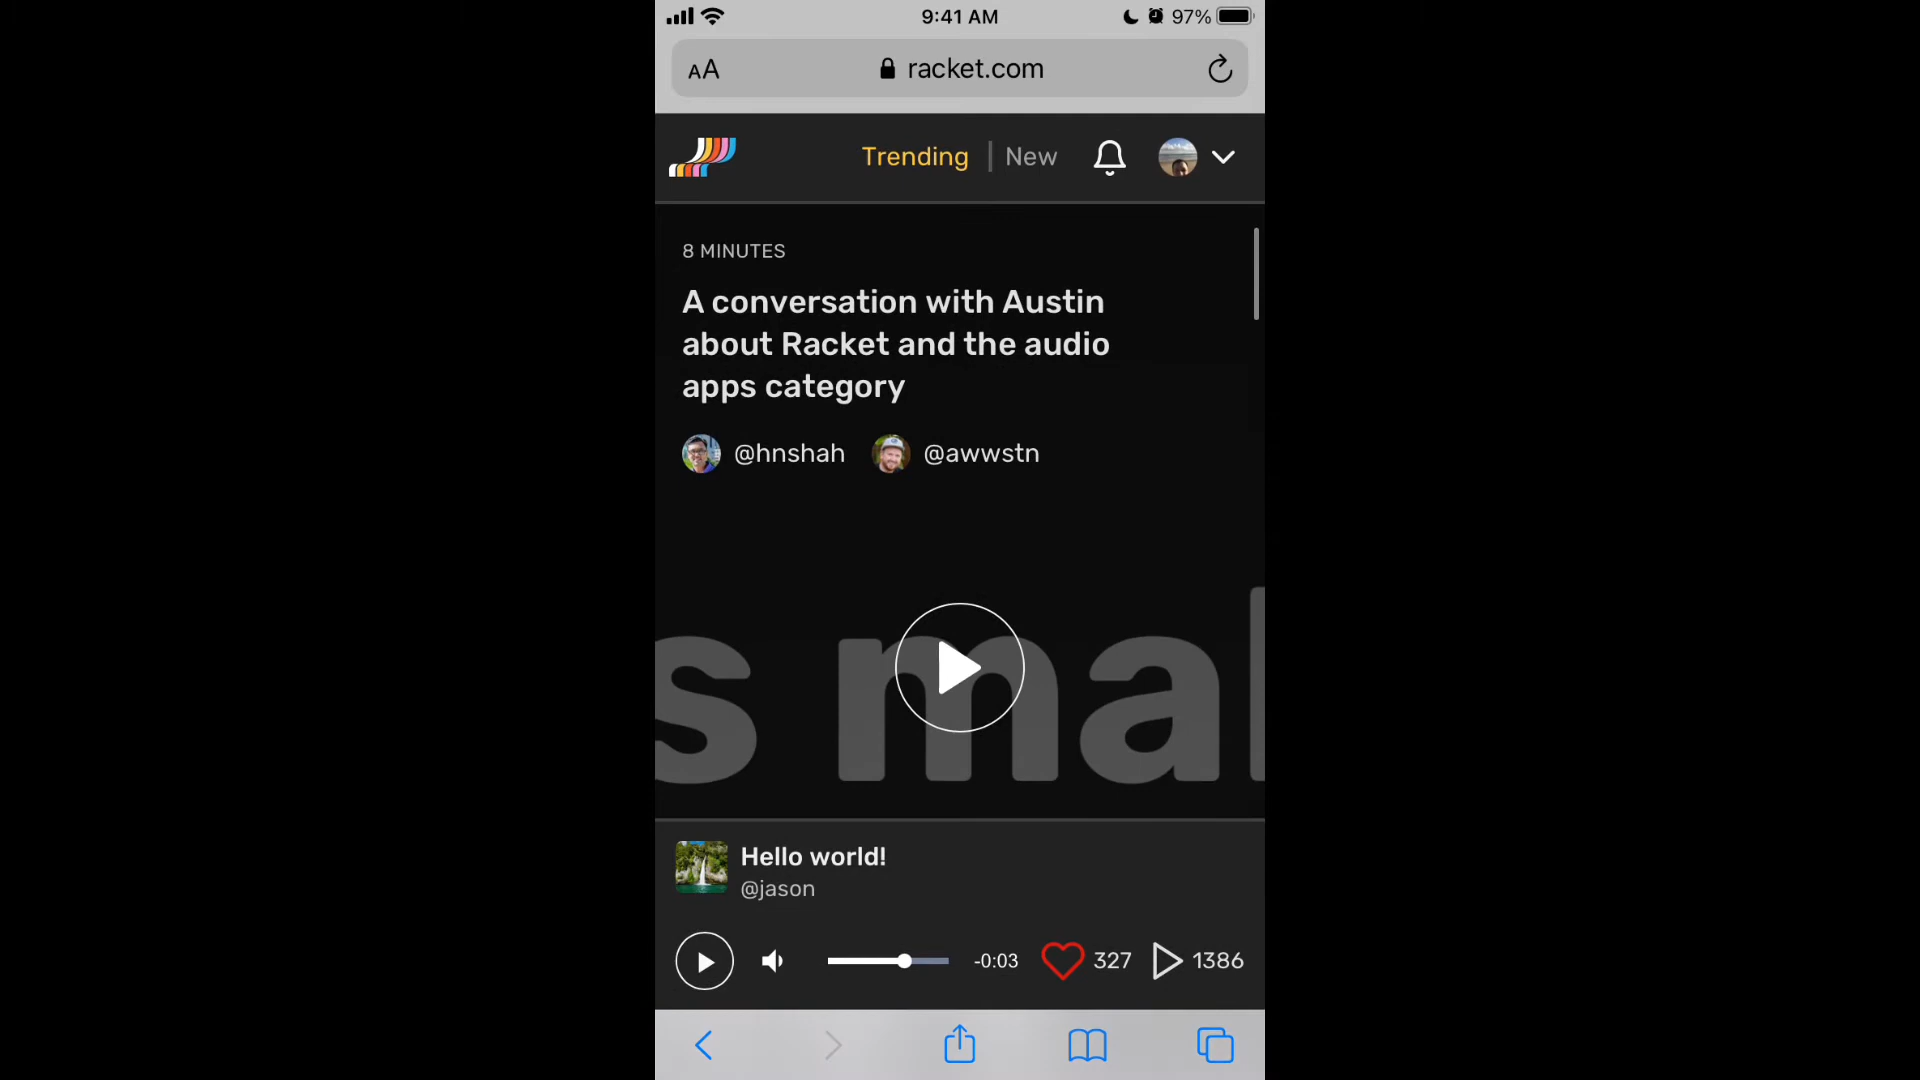 9:41 AM
97%
AA
racket.com
Trending | New
8 MINUTES
A conversation with Austin
about Racket and the audio
apps category
@hnshah @awwstn
s ma
Hello world!
@jason
-0:03 327 1386